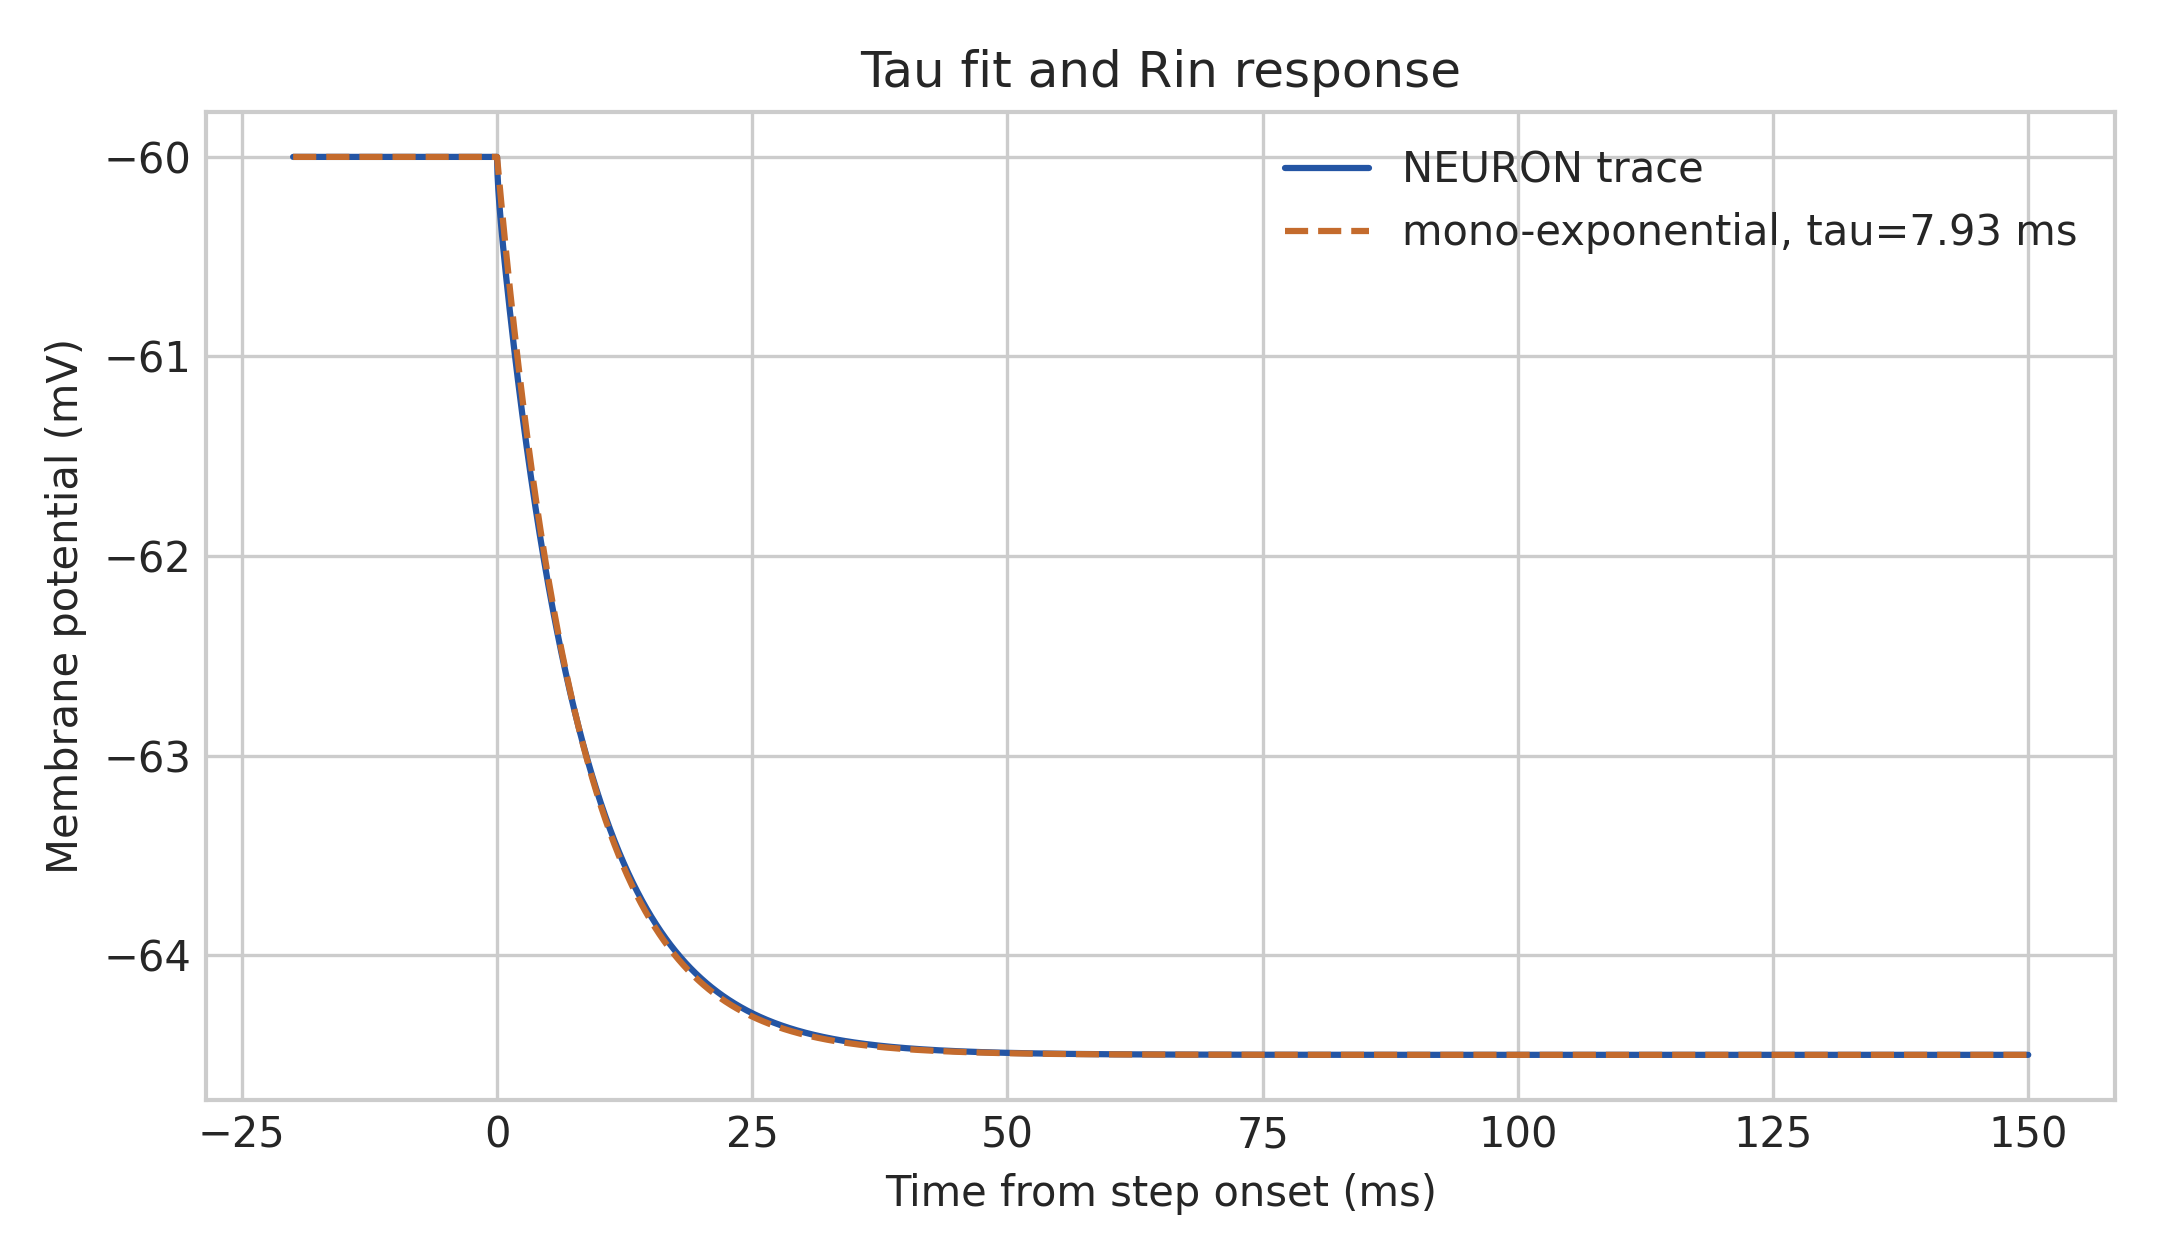 Tau fit and Rin response
NEURON trace
mono-exponential, tau=7.93 ms
Membrane potential (mV)
−60
−61
−62
−63
−64
−25 0 25 50 75 100 125 150
Time from step onset (ms)